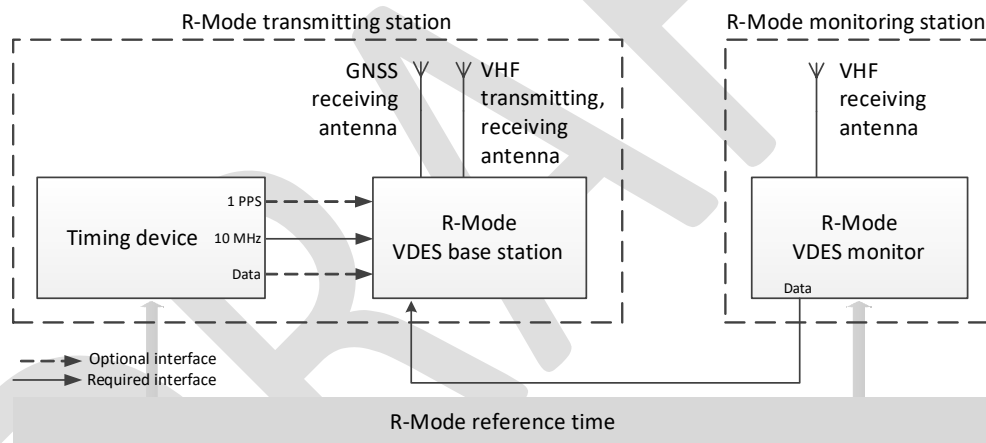 R-Mode transmitting station
R-Mode monitoring station
GNSS
receiving
antenna
VHF
transmitting,
receiving
antenna
VHF
receiving
antenna
Timing device
1 PPS
10 MHz
Data
R-Mode
VDES base station
R-Mode
VDES monitor
Data
Optional interface
Required interface
R-Mode reference time